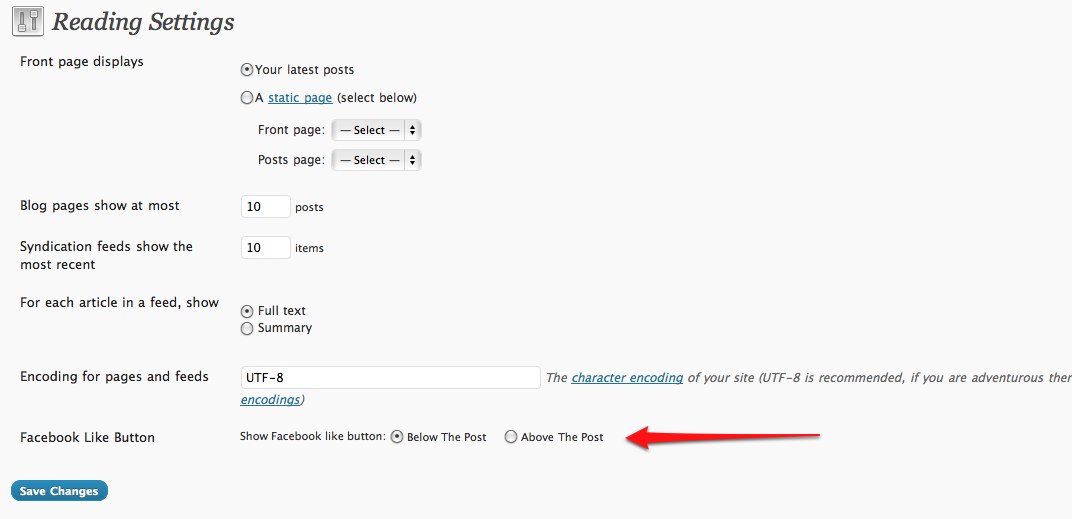 Reading Settings
Front page displays
Your latest posts
A static page (select below)
Front page: — Select —
Posts page: — Select —
Blog pages show at most 10 posts
Syndication feeds show the
most recent
10 items
For each article in a feed, show
Full text
Summary
Encoding for pages and feeds UTF-8 The character encoding of your site (UTF-8 is recommended, if you are adventurous
encodings)
Facebook Like Button Show Facebook like button: Below The Post Above The Post
Save Changes